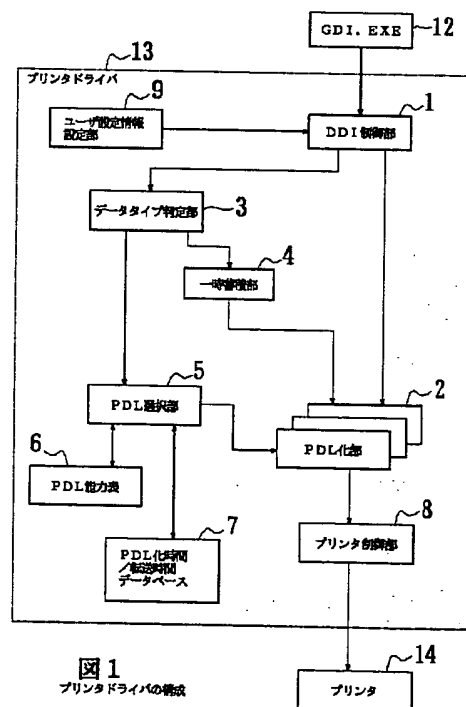 GDI.EXE
12
13
プリンタドライバ
9
ユーザ設定情報
設定部
1
DDI制御部
データタイプ判定部
3
4
一時蓄積部
5
PDL選択部
2
PDL化部
6
PDL能力表
7
PDL化時間
/転送時間
データベース
8
プリンタ制御部
図1
プリンタドライバの構成
14
プリンタ